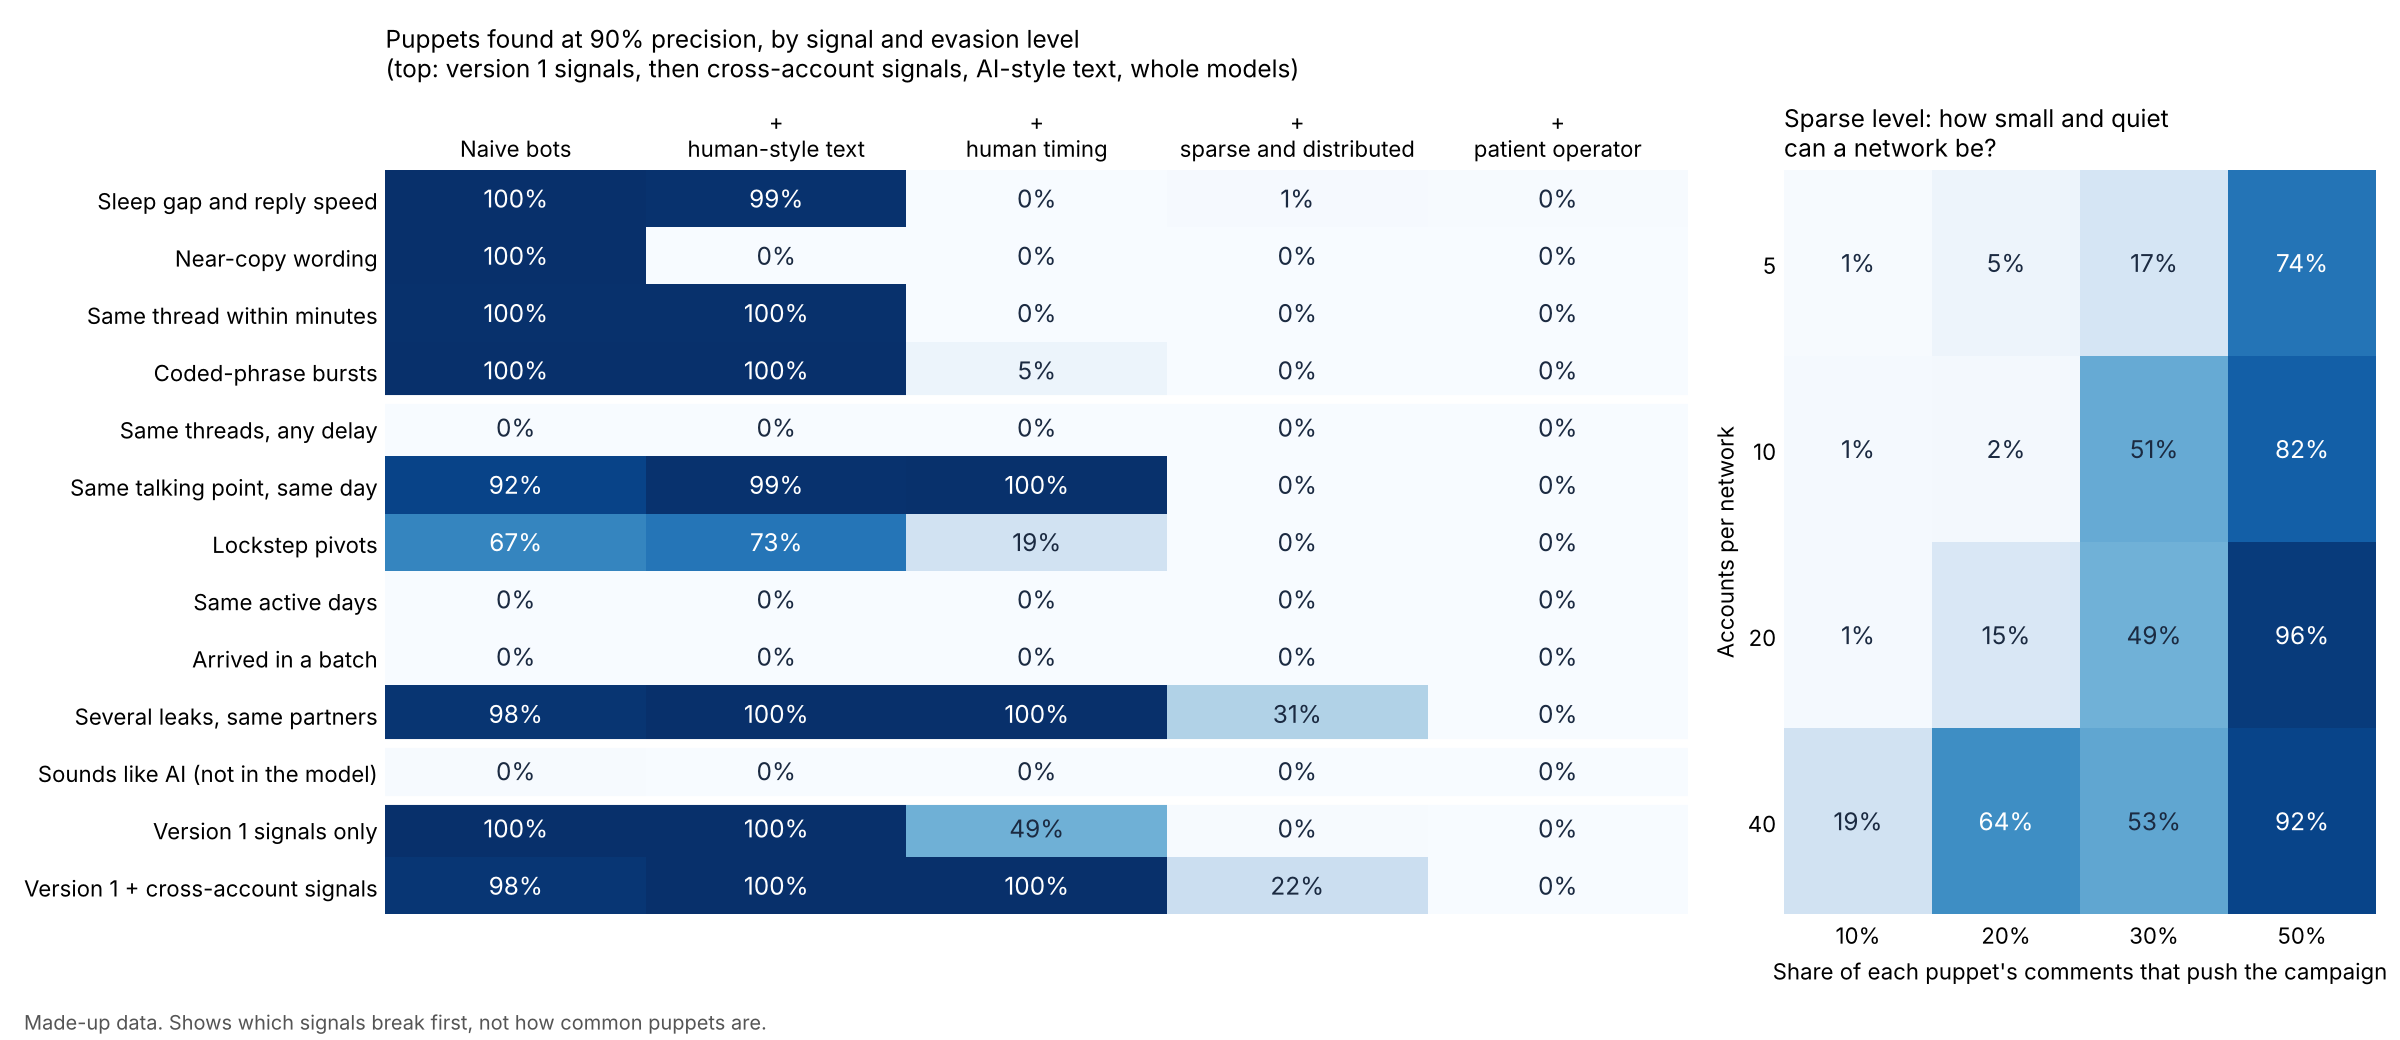 Puppets found at 90% precision, by signal and evasion level
(top: version 1 signals, then cross-account signals, AI-style text, whole models)
Naive bots
+
human-style text
+
human timing
+
sparse and distributed
+
patient operator
Sleep gap and reply speed 100% 99% 0% 1% 0%
Near-copy wording 100% 0% 0% 0% 0%
Same thread within minutes 100% 100% 0% 0% 0%
Coded-phrase bursts 100% 100% 5% 0% 0%
Same threads, any delay 0% 0% 0% 0% 0%
Same talking point, same day 92% 99% 100% 0% 0%
Lockstep pivots 67% 73% 19% 0% 0%
Same active days 0% 0% 0% 0% 0%
Arrived in a batch 0% 0% 0% 0% 0%
Several leaks, same partners 98% 100% 100% 31% 0%
Sounds like AI (not in the model) 0% 0% 0% 0% 0%
Version 1 signals only 100% 100% 49% 0% 0%
Version 1 + cross-account signals 98% 100% 100% 22% 0%
Sparse level: how small and quiet
can a network be?
Accounts per network
5 1% 5% 17% 74%
10 1% 2% 51% 82%
20 1% 15% 49% 96%
40 19% 64% 53% 92%
10% 20% 30% 50%
Share of each puppet's comments that push the campaign
Made-up data. Shows which signals break first, not how common puppets are.